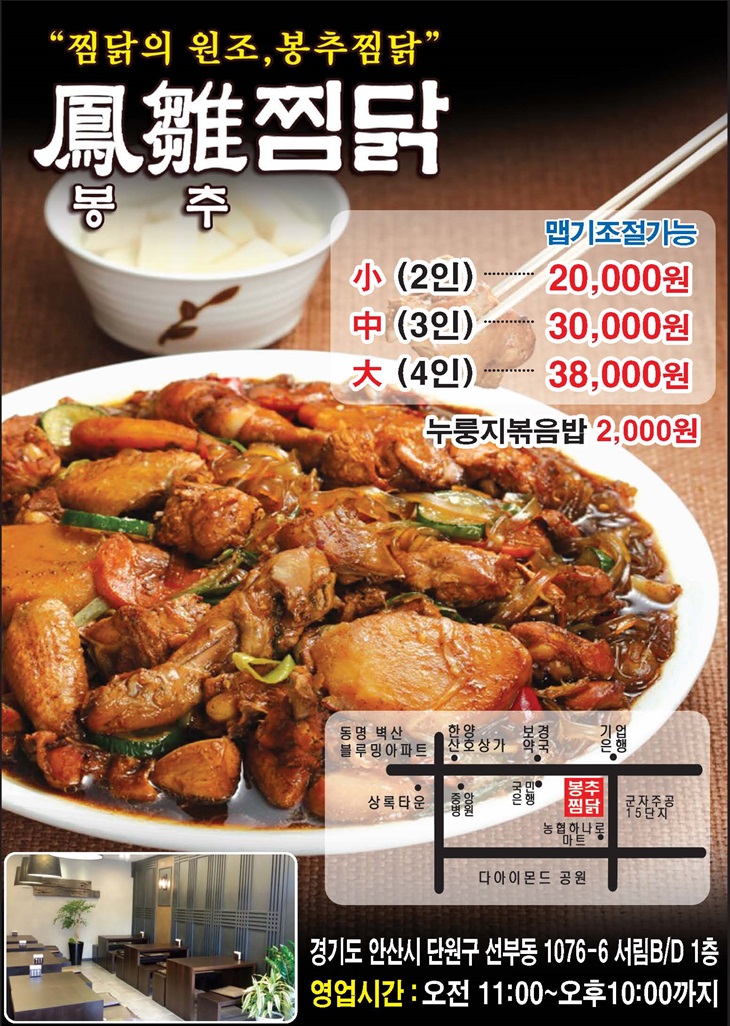 “찜닭의 원조,봉추찜닭”
鳳雛찜닭
봉 추
맵기조절가능
小 (2인) ············ 20,000원
中 (3인) ············ 30,000원
大 (4인) ············ 38,000원
누룽지볶음밥 2,000원
동명 벽산
블루밍아파트
한양
산호상가
보경
약국
기업
은행
상록타운
중앙
병원
국민
은행
봉추
찜닭
군자주공
15단지
농협하나로
마트
다아이몬드 공원
경기도 안산시 단원구 선부동 1076-6 서림B/D 1층
영업시간 : 오전 11:00~오후10:00까지